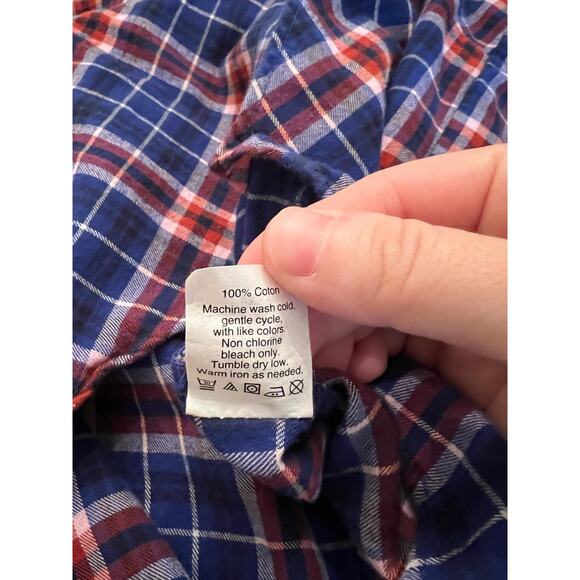 100% Coton
Machine wash cold,
gentle cycle,
with like colors.
Non chlorine
bleach only.
Tumble dry low.
Warm iron as needed.